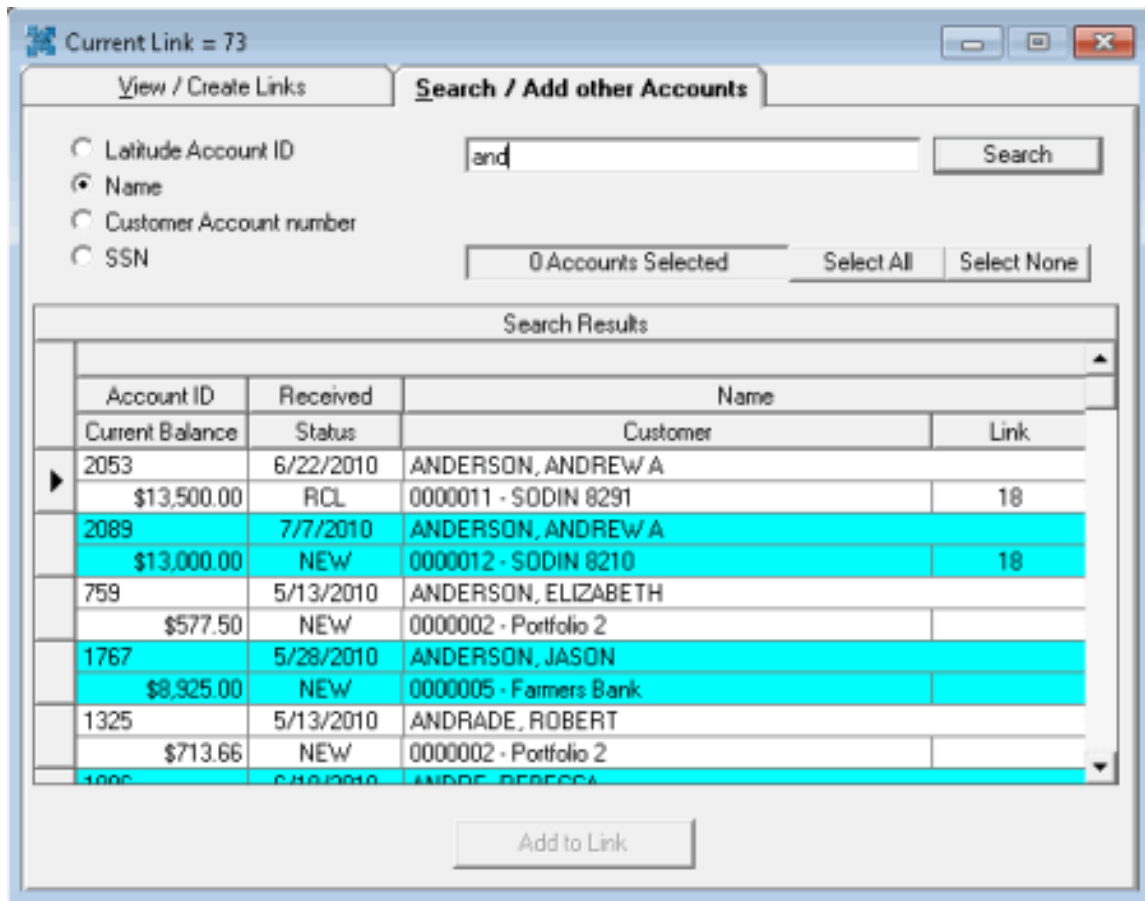 Current Link = 73
View / Create Links Search / Add other Accounts
Latitude Account ID and Search
Name
Customer Account number
SSN 0 Accounts Selected Select All Select None
Search Results
Account ID Received Name
Current Balance Status Customer Link
2053 6/22/2010 ANDERSON, ANDREW A
$13,500.00 RCL 0000011 - SODIN 8291 18
2089 7/7/2010 ANDERSON, ANDREW A
$13,000.00 NEW 0000012 - SODIN 8210 18
759 5/13/2010 ANDERSON, ELIZABETH
$577.50 NEW 0000002 - Portfolio 2
1767 5/28/2010 ANDERSON, JASON
$8,925.00 NEW 0000005 - Farmers Bank
1325 5/13/2010 ANDRADE, ROBERT
$713.66 NEW 0000002 - Portfolio 2
ANDRE, REBECCA
Add to Link